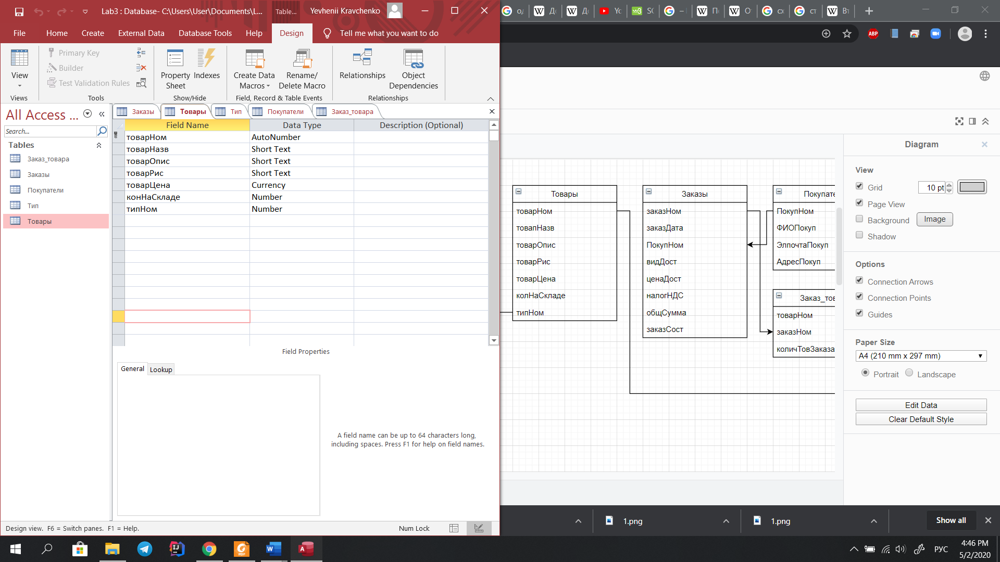 Lab3 : Database- C:\Users\User\Documents\L...
Table...
Yevhenii Kravchenko
File
Home
Create
External Data
Database Tools
Help
Design
Tell me what you want to do
View
Primary Key
Builder
Test Validation Rules
Property Sheet
Indexes
Create Data Macros
Rename/ Delete Macro
Relationships
Object Dependencies
Views
Tools
Show/Hide
Field, Record & Table Events
Relationships
All Access ...
Search...
Tables
Заказ_товара
Заказы
Покупатели
Тип
Товары
Заказы
Товары
Тип
Покупатели
Заказ_товара
Field Name
Data Type
Description (Optional)
товарНом
AutoNumber
товарНазв
Short Text
товарОпис
Short Text
товарРис
Short Text
товарЦена
Currency
конНаСкладе
Number
типНом
Number
Field Properties
General
Lookup
A field name can be up to 64 characters long,
including spaces. Press F1 for help on field names.
Design view.  F6 = Switch panes.  F1 = Help.
Num Lock
ABP
Товары
товарНом
товапНазв
товарОпис
товарРис
товарЦена
колНаСкладе
типНом
Заказы
заказНом
заказДата
ПокупНом
видДост
ценаДост
налогНДС
общСумма
заказСост
Покупате
ПокупНом
ФИОПокуп
ЭлпочтаПокуп
АдресПокуп
Заказ_тов
товарНом
заказНом
количТовЗаказа
Diagram
View
Grid
10 pt
Page View
Background
Image
Shadow
Options
Connection Arrows
Connection Points
Guides
Paper Size
A4 (210 mm x 297 mm)
Portrait
Landscape
Edit Data
Clear Default Style
1.png
1.png
Show all
РУС
4:46 PM
5/2/2020